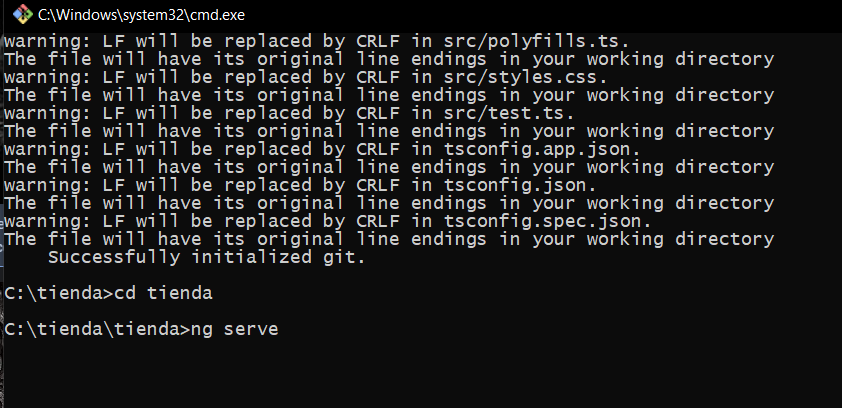 C:\Windows\system32\cmd.exe
warning: LF will be replaced by CRLF in src/polyfills.ts.
The file will have its original line endings in your working directory
warning: LF will be replaced by CRLF in src/styles.css.
The file will have its original line endings in your working directory
warning: LF will be replaced by CRLF in src/test.ts.
The file will have its original line endings in your working directory
warning: LF will be replaced by CRLF in tsconfig.app.json.
The file will have its original line endings in your working directory
warning: LF will be replaced by CRLF in tsconfig.json.
The file will have its original line endings in your working directory
warning: LF will be replaced by CRLF in tsconfig.spec.json.
The file will have its original line endings in your working directory
    Successfully initialized git.
C:\tienda>cd tienda
C:\tienda\tienda>ng serve